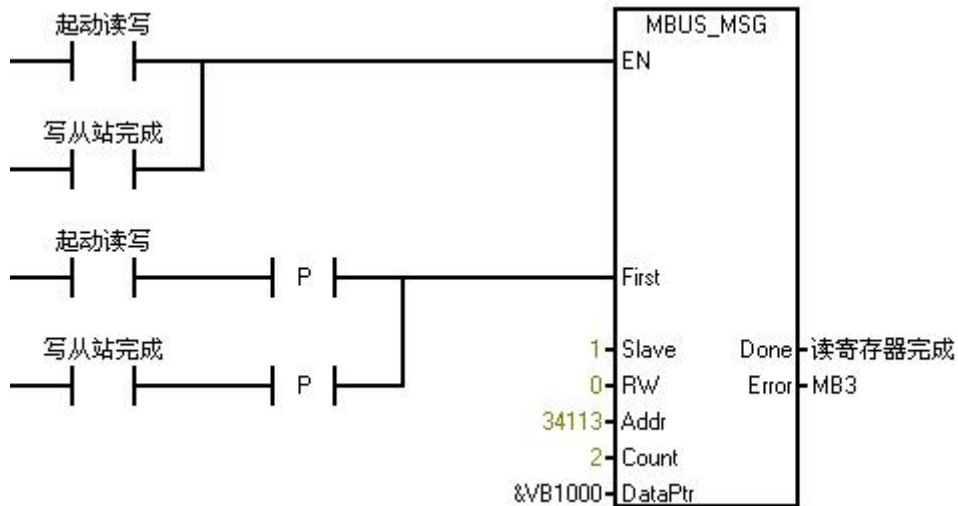 起动读写
MBUS_MSG
EN
写从站完成
起动读写
P
First
写从站完成
P
1 Slave Done 读寄存器完成
0 RW Error MB3
34113 Addr
2 Count
&VB1000 DataPtr